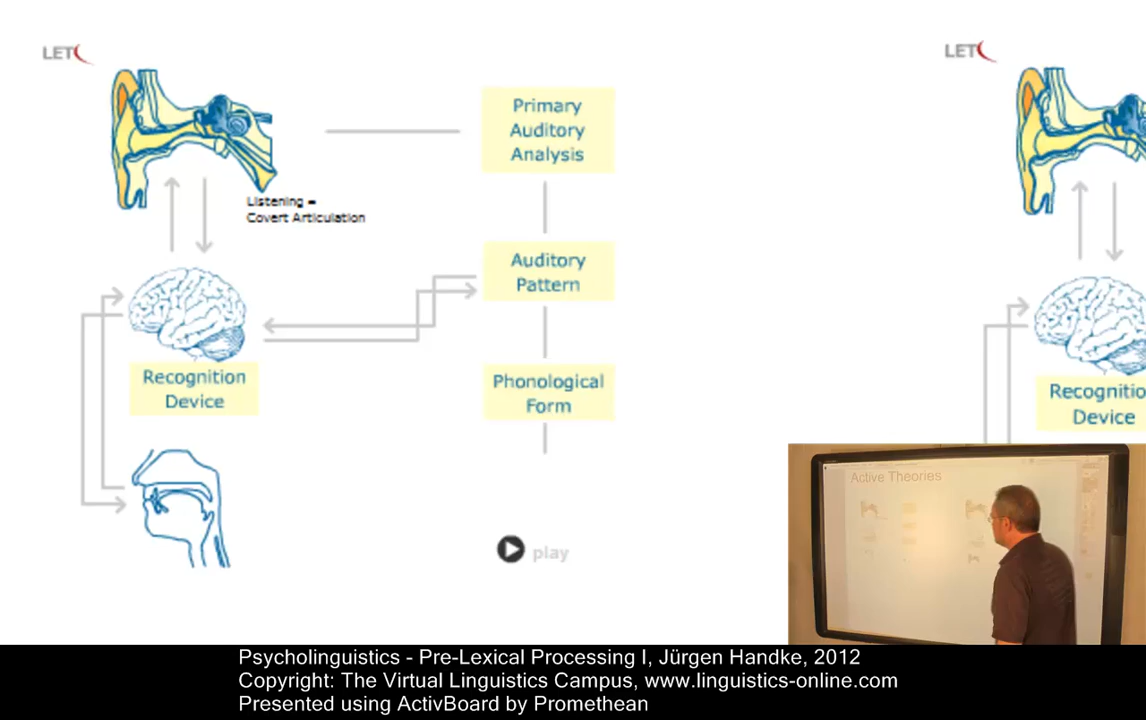 LET
LET
Primary
Auditory
Analysis
Listening =
Covert Articulation
Auditory
Pattern
Recognition
Device
Phonological
Form
play
Recognitio
Device
Active Theories
Psycholinguistics - Pre-Lexical Processing I, Jürgen Handke, 2012
Copyright: The Virtual Linguistics Campus, www.linguistics-online.com
Presented using ActivBoard by Promethean